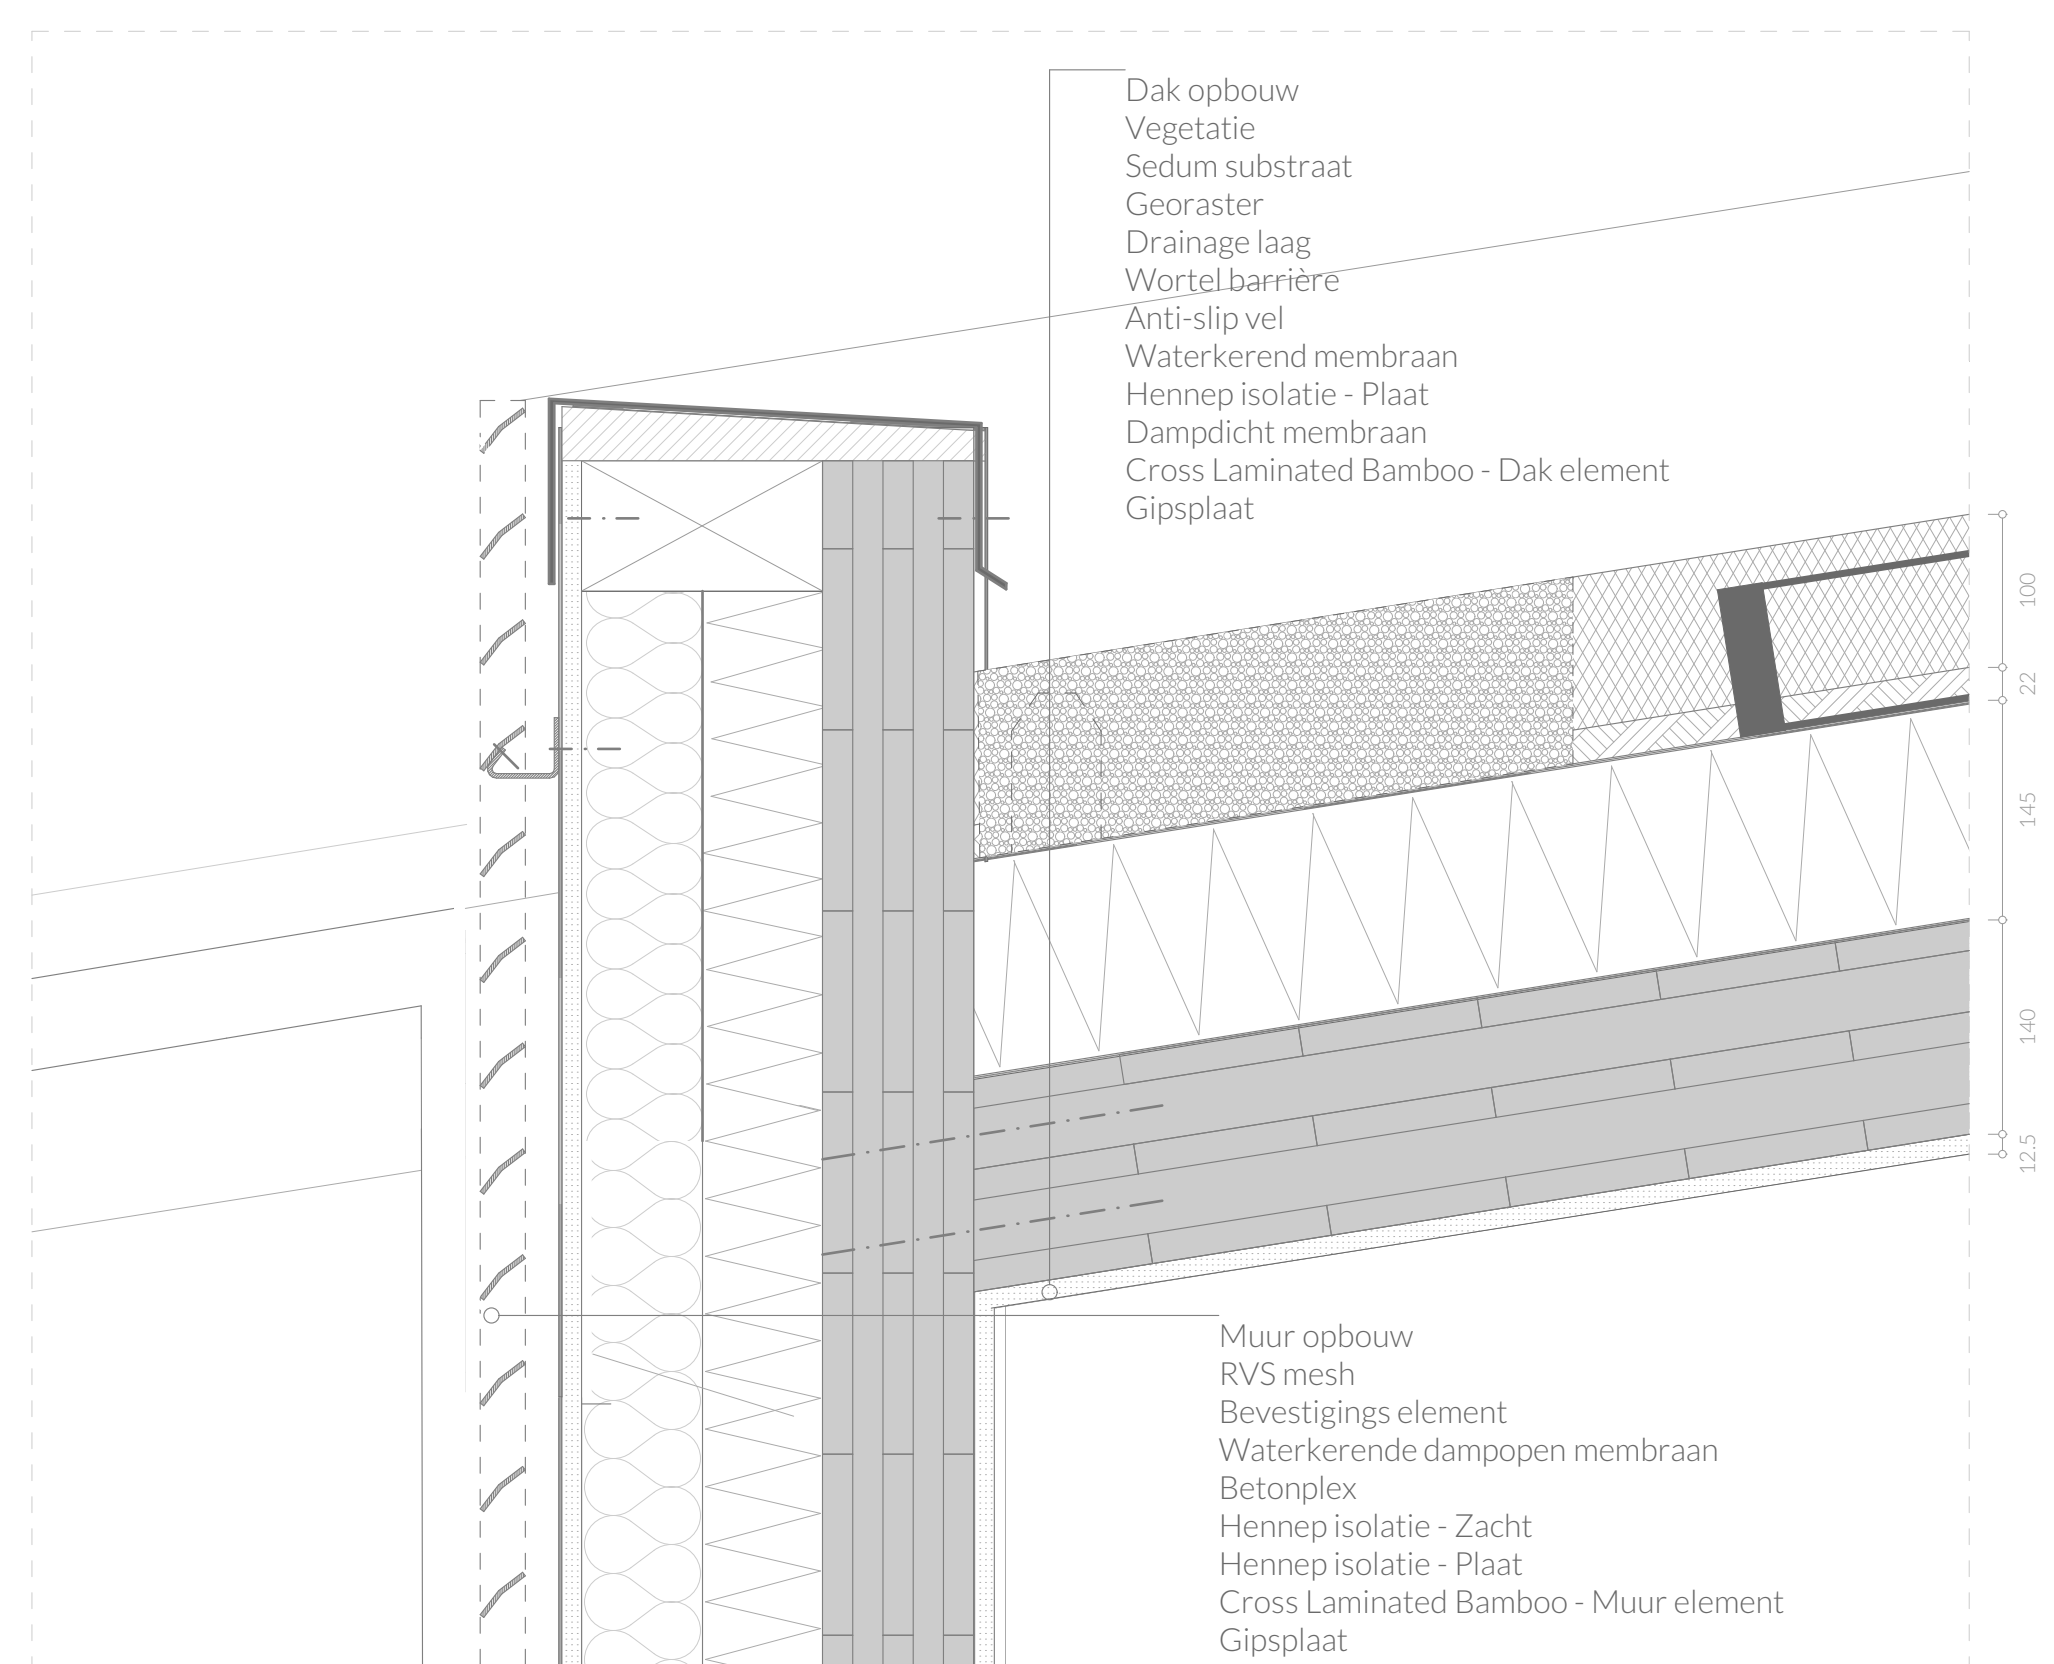 Dak opbouw
Vegetatie
Sedum substraat
Georaster
Drainage laag
Wortel barrière
Anti-slip vel
Waterkerend membraan
Hennep isolatie - Plaat
Dampdicht membraan
Cross Laminated Bamboo - Dak element
Gipsplaat
100
22
145
140
12.5
Muur opbouw
RVS mesh
Bevestigings element
Waterkerende dampopen membraan
Betonplex
Hennep isolatie - Zacht
Hennep isolatie - Plaat
Cross Laminated Bamboo - Muur element
Gipsplaat